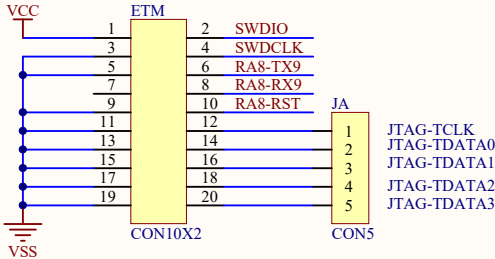 VCC
ETM
1 2 SWDIO
3 4 SWDCLK
5 6 RA8-TX9
7 8 RA8-RX9
9 10 RA8-RST
JA
11 12 1 JTAG-TCLK
13 14 2 JTAG-TDATA0
15 16 3 JTAG-TDATA1
17 18 4 JTAG-TDATA2
19 20 5 JTAG-TDATA3
VSS
CON10X2
CON5